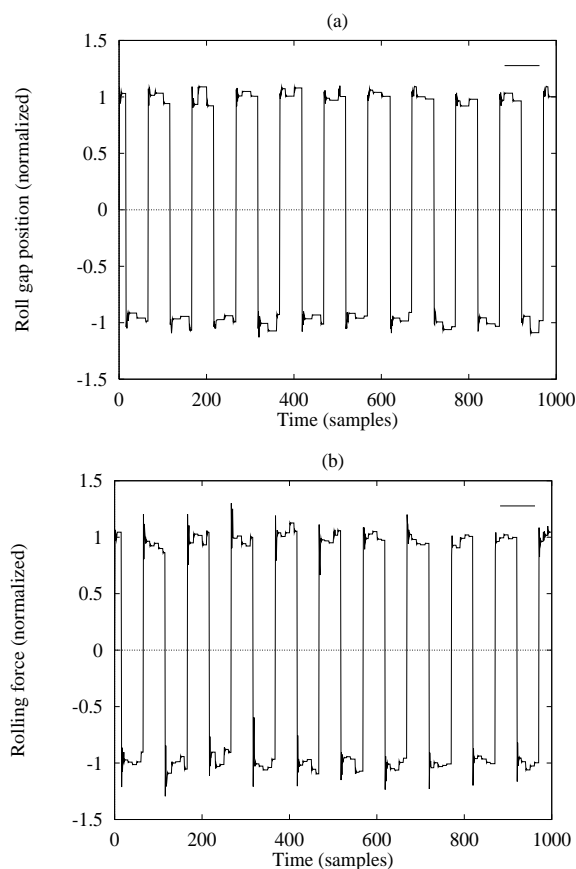 (a)
1.5
1
0.5
0
-0.5
-1
-1.5
Roll gap position (normalized)
0 200 400 600 800 1000
Time (samples)
(b)
1.5
1
0.5
0
-0.5
-1
-1.5
Rolling force (normalized)
0 200 400 600 800 1000
Time (samples)